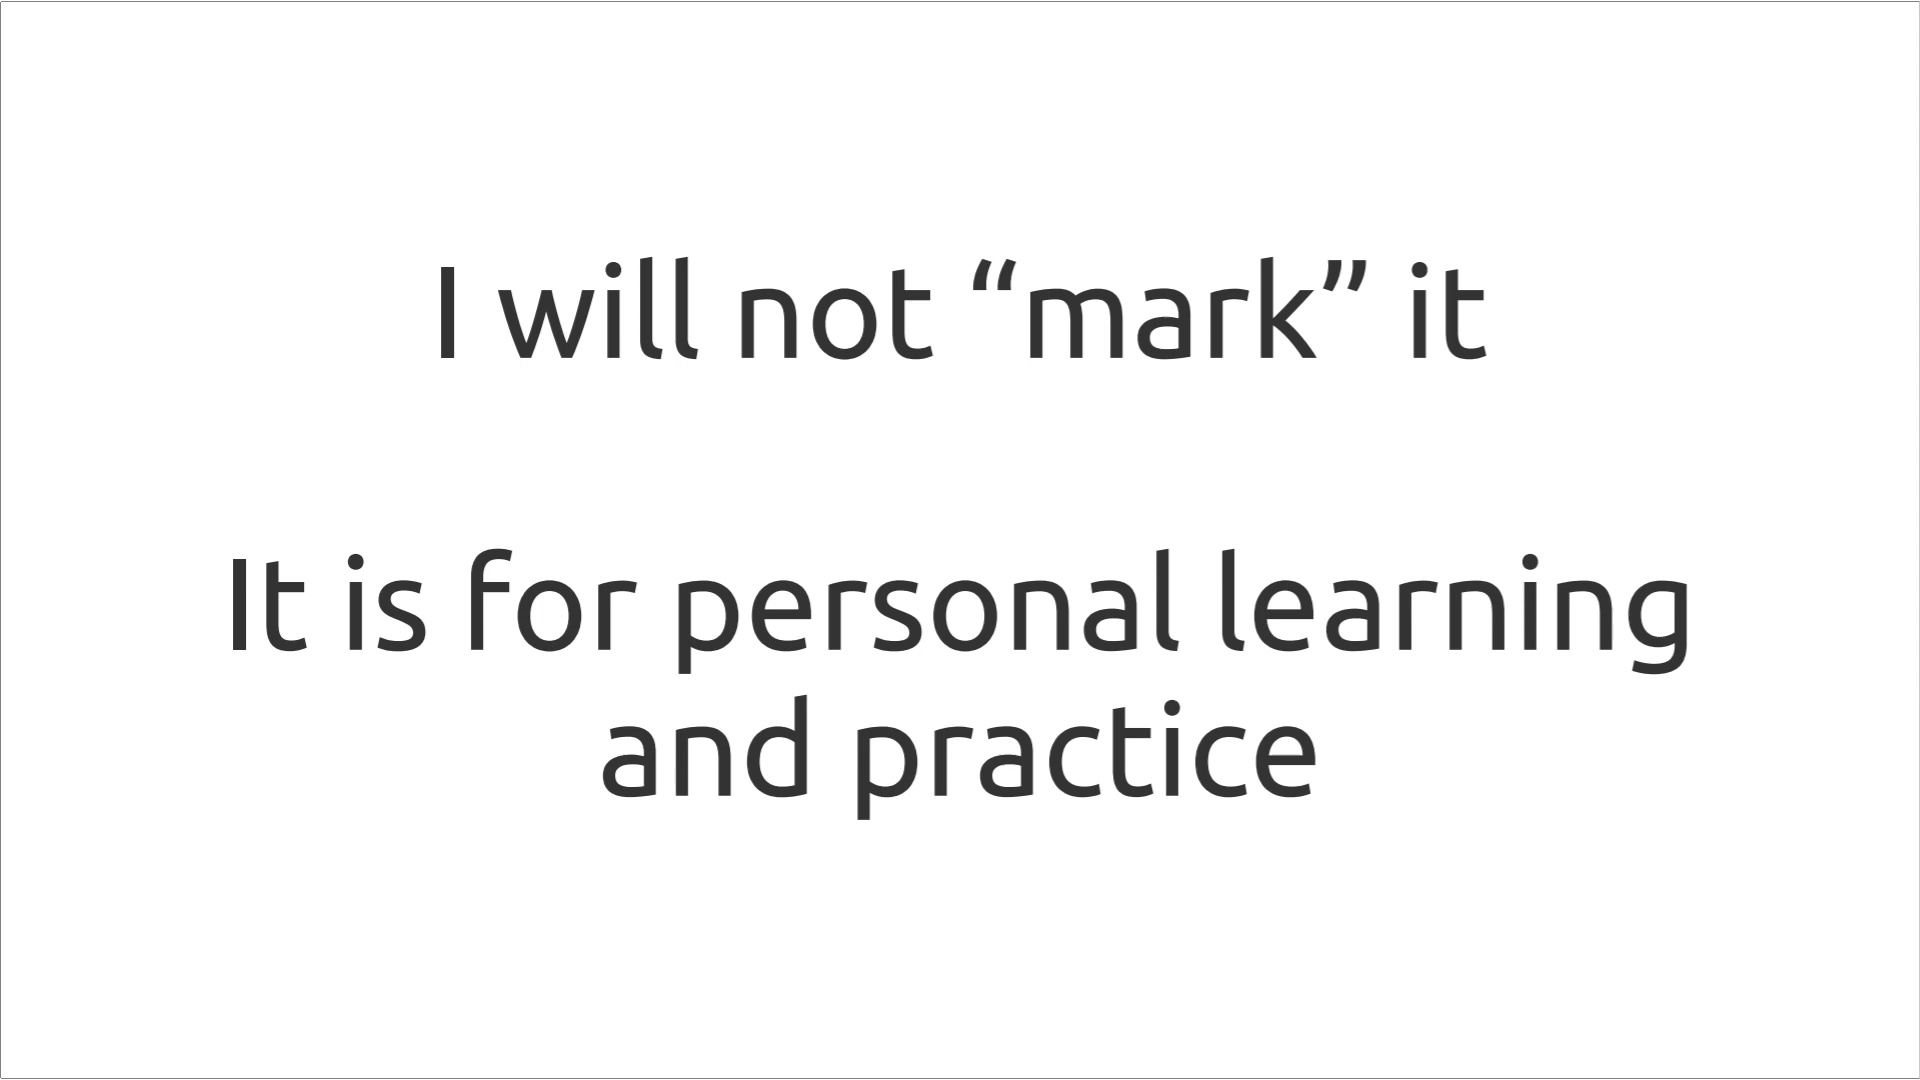 I will not “mark” it
It is for personal learning
and practice